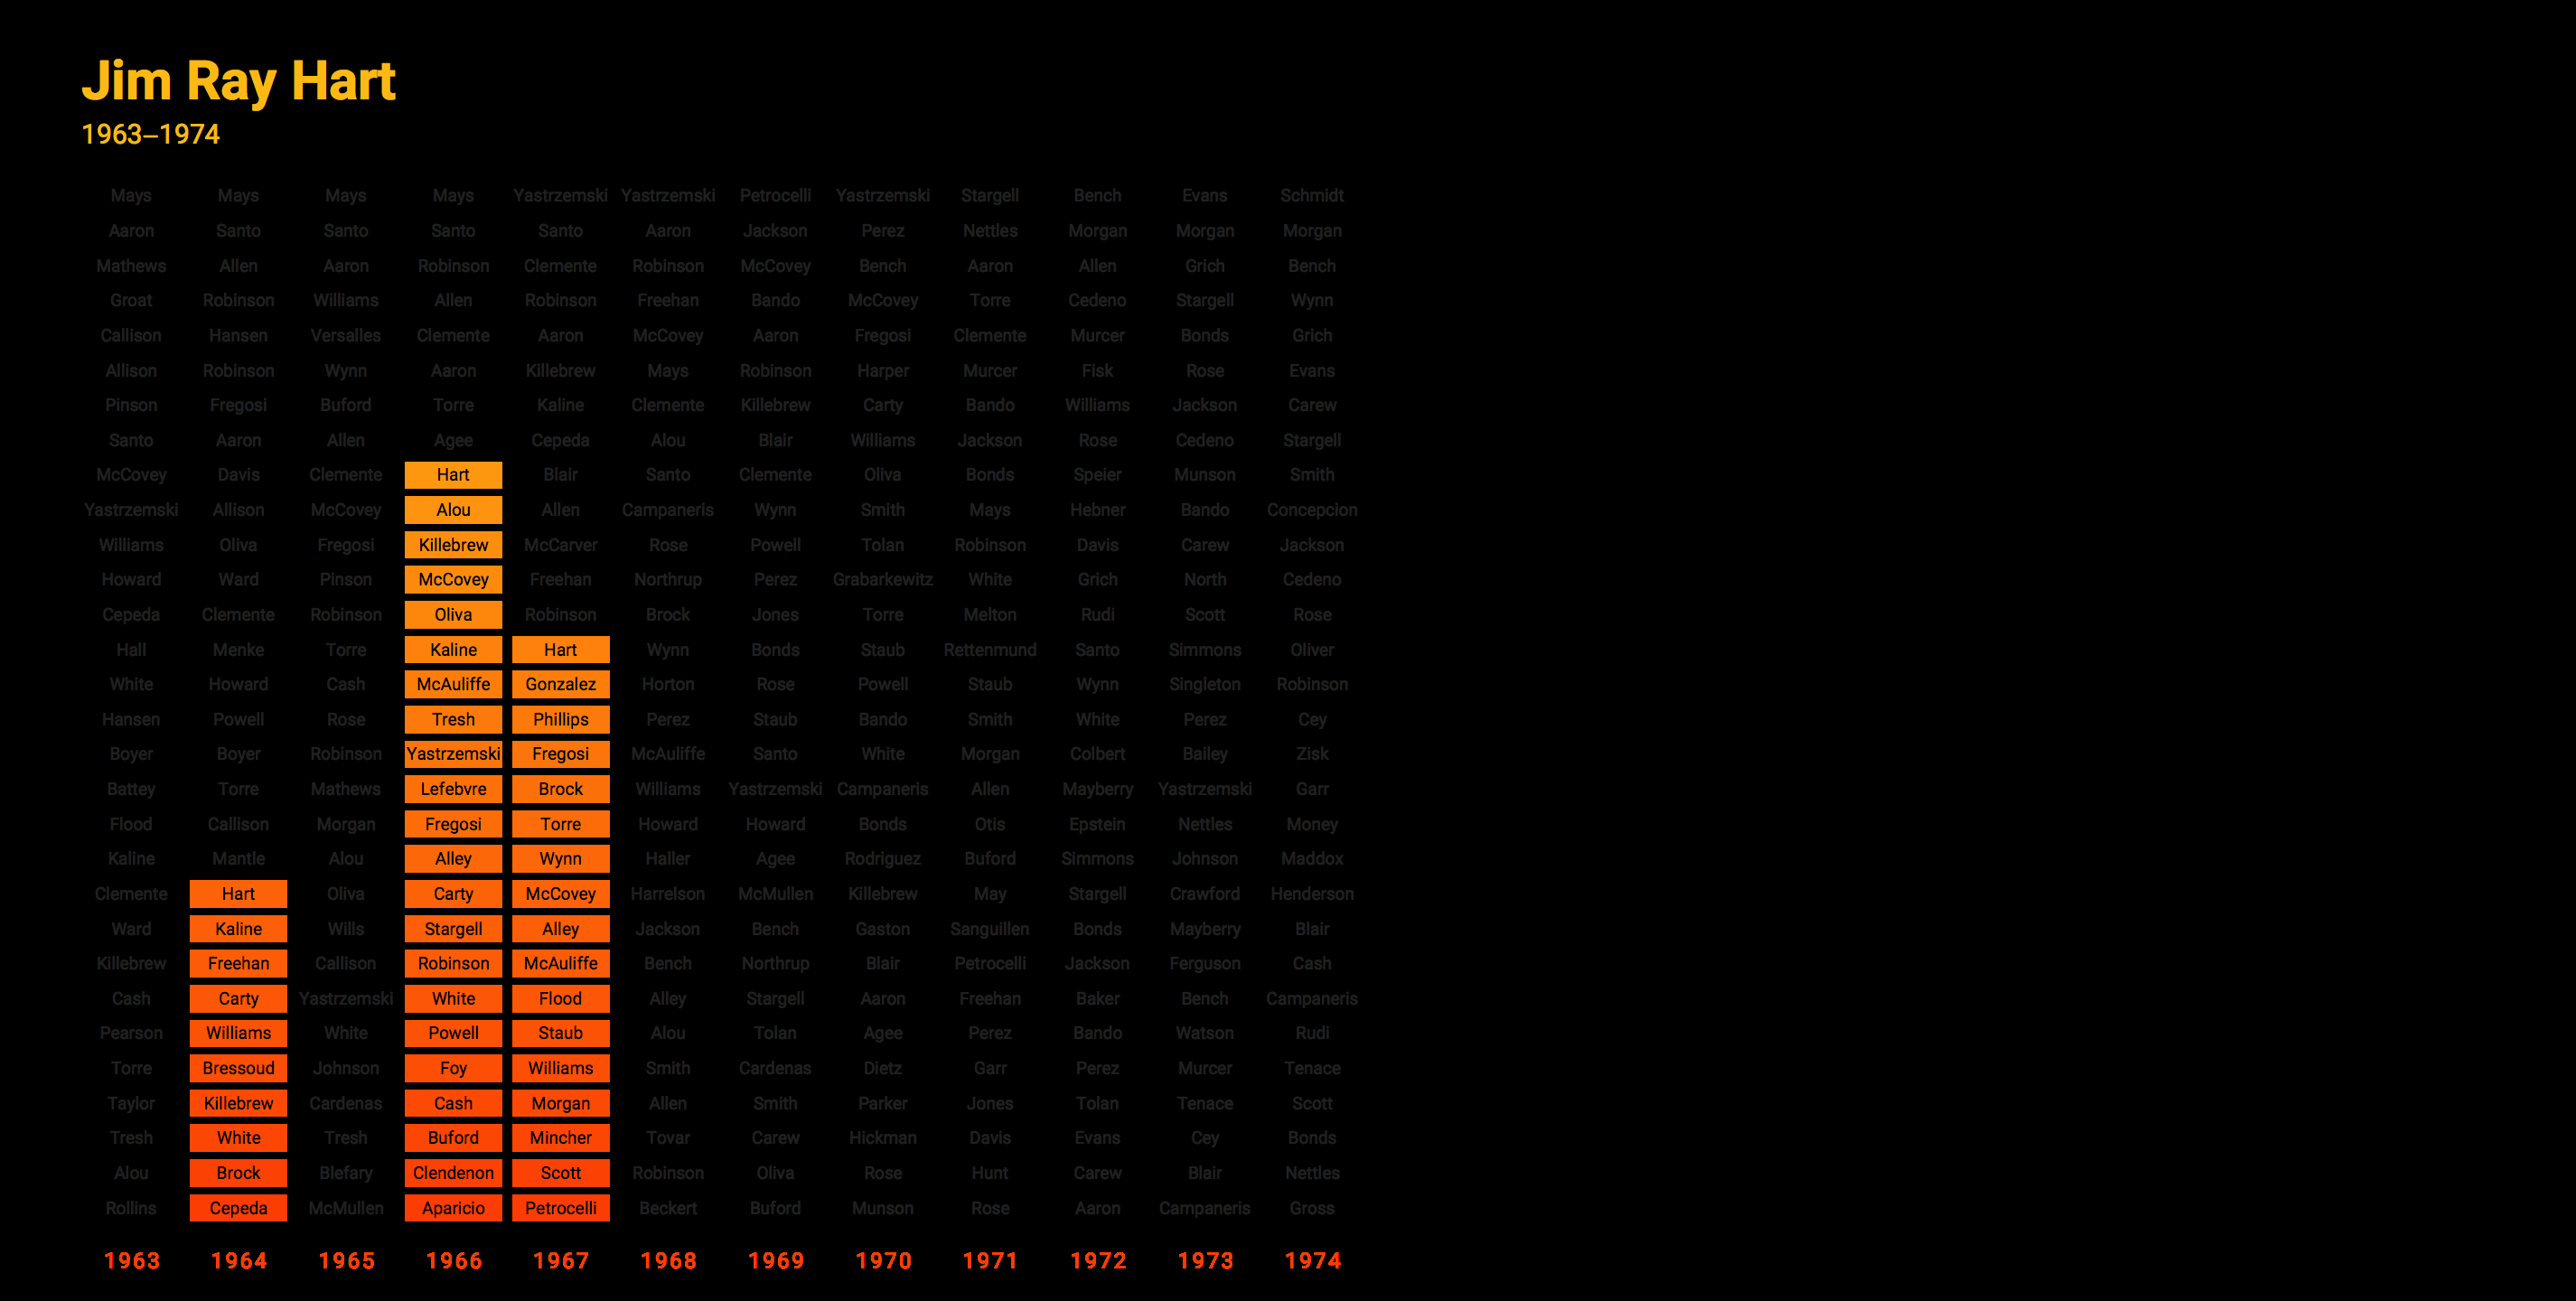 Jim Ray Hart
1963–1974
Mays Mays Mays Mays Yastrzemski Yastrzemski Petrocelli Yastrzemski Stargell Bench Evans Schmidt
Aaron Santo Santo Santo Santo Aaron Jackson Perez Nettles Morgan Morgan Morgan
Mathews Allen Aaron Robinson Clemente Robinson McCovey Bench Aaron Allen Grich Bench
Groat Robinson Williams Allen Robinson Freehan Bando McCovey Torre Cedeno Stargell Wynn
Callison Hansen Versalles Clemente Aaron McCovey Aaron Fregosi Clemente Murcer Bonds Grich
Allison Robinson Wynn Aaron Killebrew Mays Robinson Harper Murcer Fisk Rose Evans
Pinson Fregosi Buford Torre Kaline Clemente Killebrew Carty Bando Williams Jackson Carew
Santo Aaron Allen Agee Cepeda Alou Blair Williams Jackson Rose Cedeno Stargell
McCovey Davis Clemente Hart Blair Santo Clemente Oliva Bonds Speier Munson Smith
Yastrzemski Allison McCovey Alou Allen Campaneris Wynn Smith Mays Hebner Bando Concepcion
Williams Oliva Fregosi Killebrew McCarver Rose Powell Tolan Robinson Davis Carew Jackson
Howard Ward Pinson McCovey Freehan Northrup Perez Grabarkewitz White Grich North Cedeno
Cepeda Clemente Robinson Oliva Robinson Brock Jones Torre Melton Rudi Scott Rose
Hall Menke Torre Kaline Hart Wynn Bonds Staub Rettenmund Santo Simmons Oliver
White Howard Cash McAuliffe Gonzalez Horton Rose Powell Staub Wynn Singleton Robinson
Hansen Powell Rose Tresh Phillips Perez Staub Bando Smith White Perez Cey
Boyer Boyer Robinson Yastrzemski Fregosi McAuliffe Santo White Morgan Colbert Bailey Zisk
Battey Torre Mathews Lefebvre Brock Williams Yastrzemski Campaneris Allen Mayberry Yastrzemski Garr
Flood Callison Morgan Fregosi Torre Howard Howard Bonds Otis Epstein Nettles Money
Kaline Mantle Alou Alley Wynn Haller Agee Rodriguez Buford Simmons Johnson Maddox
Clemente Hart Oliva Carty McCovey Harrelson McMullen Killebrew May Stargell Crawford Henderson
Ward Kaline Wills Stargell Alley Jackson Bench Gaston Sanguillen Bonds Mayberry Blair
Killebrew Freehan Callison Robinson McAuliffe Bench Northrup Blair Petrocelli Jackson Ferguson Cash
Cash Carty Yastrzemski White Flood Alley Stargell Aaron Freehan Baker Bench Campaneris
Pearson Williams White Powell Staub Alou Tolan Agee Perez Bando Watson Rudi
Torre Bressoud Johnson Foy Williams Smith Cardenas Dietz Garr Perez Murcer Tenace
Taylor Killebrew Cardenas Cash Morgan Allen Smith Parker Jones Tolan Tenace Scott
Tresh White Tresh Buford Mincher Tovar Carew Hickman Davis Evans Cey Bonds
Alou Brock Blefary Clendenon Scott Robinson Oliva Rose Hunt Carew Blair Nettles
Rollins Cepeda McMullen Aparicio Petrocelli Beckert Buford Munson Rose Aaron Campaneris Gross
1963 1964 1965 1966 1967 1968 1969 1970 1971 1972 1973 1974